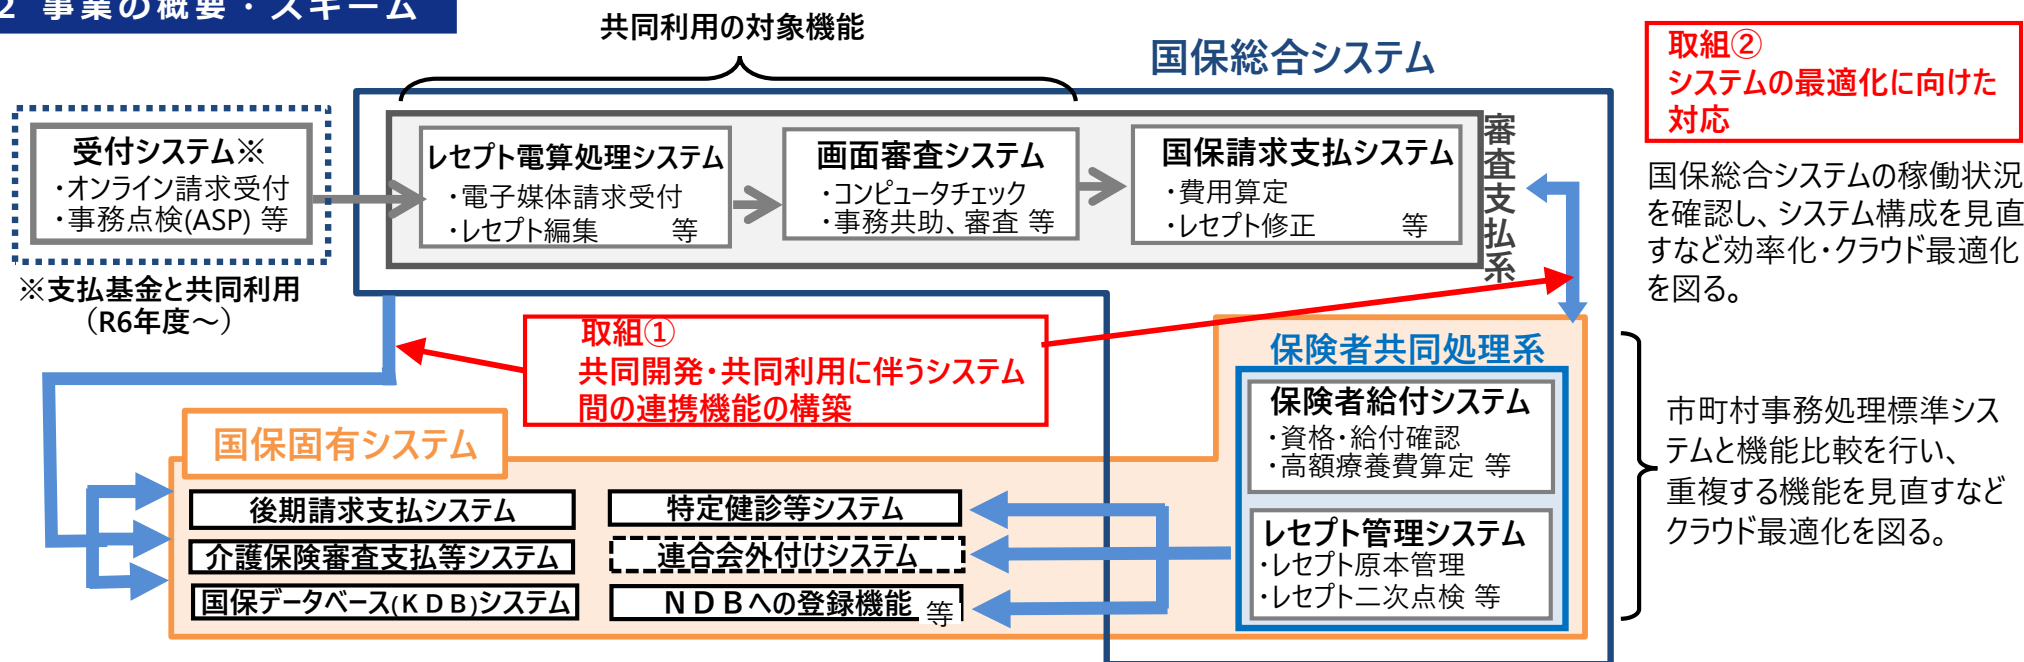 2 事業の概要・スキーム
共同利用の対象機能
国保総合システム
受付システム※
・オンライン請求受付
・事務点検(ASP) 等
※支払基金と共同利用
（R6年度～）
レセプト電算処理システム
・電子媒体請求受付
・レセプト編集 等
画面審査システム
・コンピュータチェック
・事務共助、審査 等
国保請求支払システム
・費用算定
・レセプト修正 等
審査支払系
取組①
共同開発・共同利用に伴うシステム
間の連携機能の構築
取組②
システムの最適化に向けた
対応
国保総合システムの稼働状況
を確認し、システム構成を見直
すなど効率化・クラウド最適化
を図る。
保険者共同処理系
保険者給付システム
・資格・給付確認
・高額療養費算定 等
レセプト管理システム
・レセプト原本管理
・レセプト二次点検 等
市町村事務処理標準シス
テムと機能比較を行い、
重複する機能を見直すなど
クラウド最適化を図る。
国保固有システム
後期請求支払システム
介護保険審査支払等システム
国保データベース(ＫＤＢ)システム
特定健診等システム
連合会外付けシステム
ＮＤＢへの登録機能 等